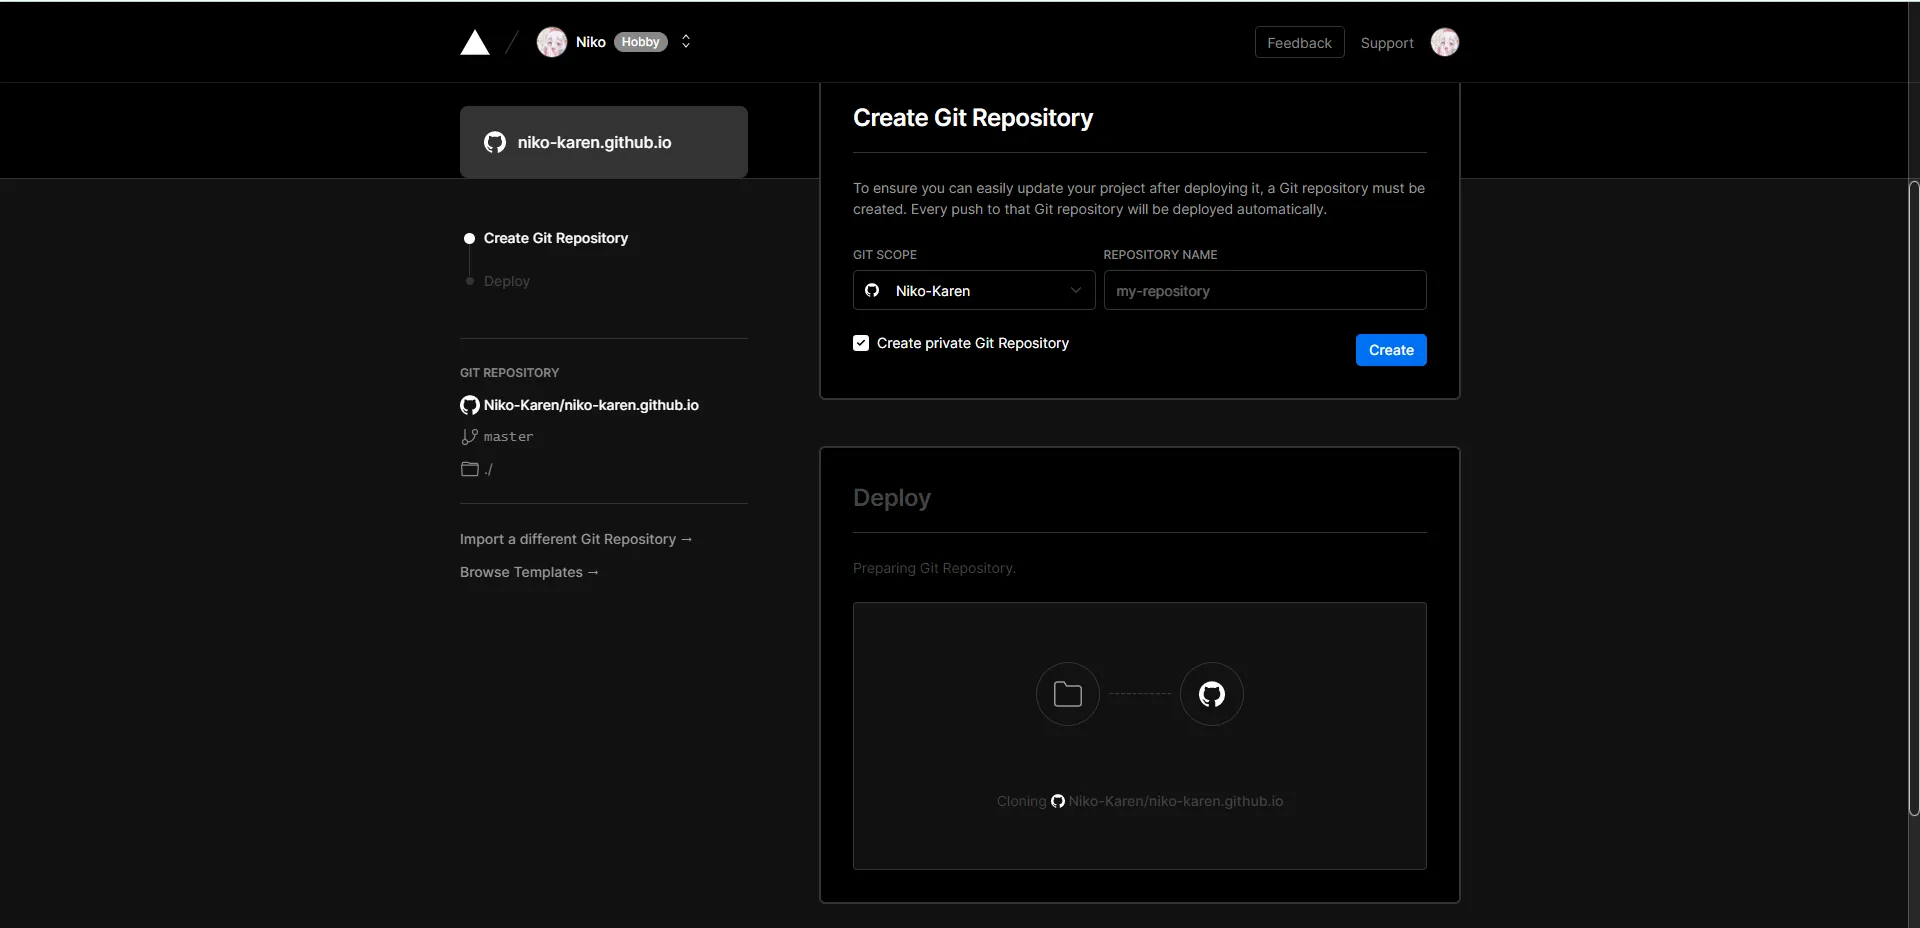 Niko Hobby
Feedback Support
niko-karen.github.io
Create Git Repository
Deploy
GIT REPOSITORY
Niko-Karen/niko-karen.github.io
master
./
Import a different Git Repository →
Browse Templates →
Create Git Repository
To ensure you can easily update your project after deploying it, a Git repository must be
created. Every push to that Git repository will be deployed automatically.
GIT SCOPE REPOSITORY NAME
Niko-Karen my-repository
Create private Git Repository Create
Deploy
Preparing Git Repository.
Cloning Niko-Karen/niko-karen.github.io